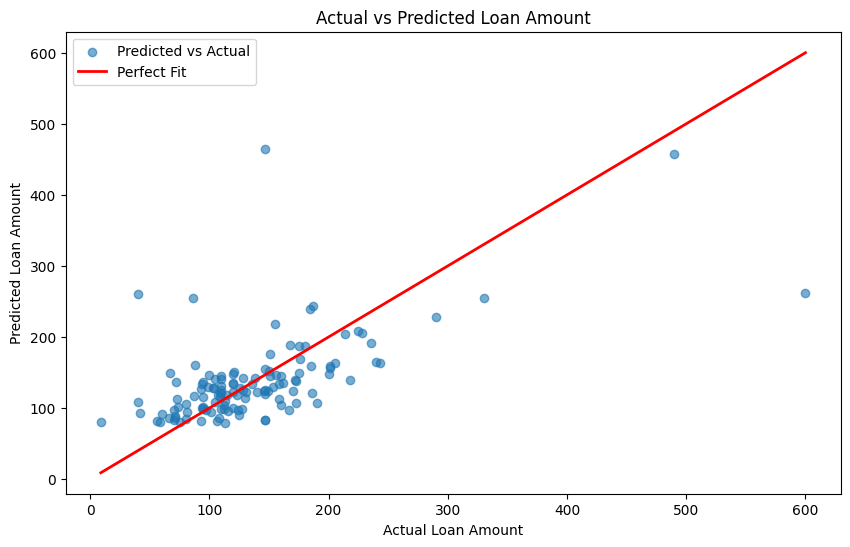 Actual vs Predicted Loan Amount
Predicted vs Actual
Perfect Fit
600
500
400
300
200
100
0
Predicted Loan Amount
0 100 200 300 400 500 600
Actual Loan Amount